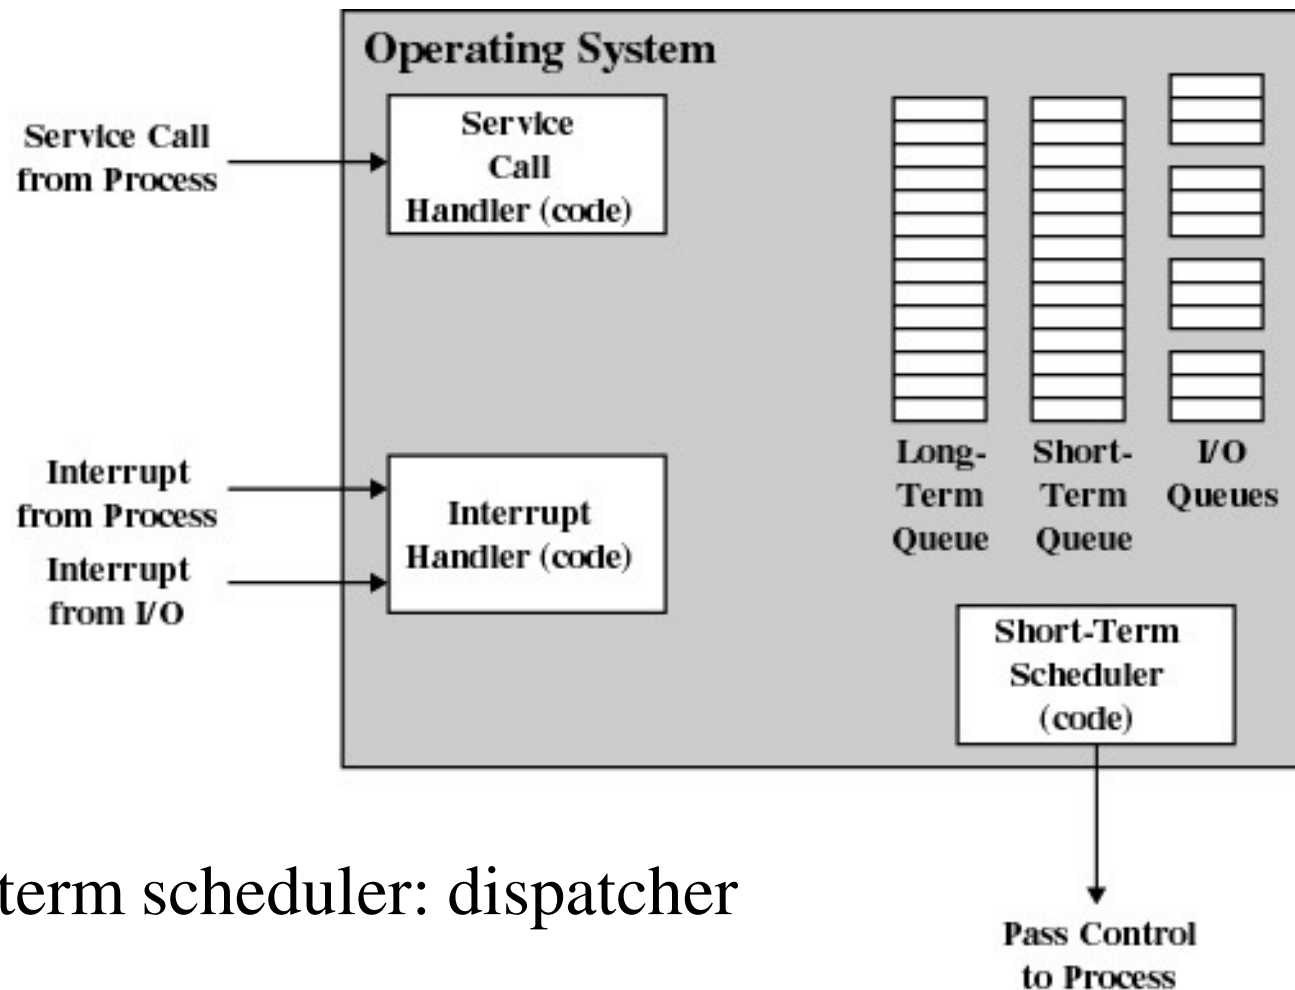 Operating System
Service Call
from Process
Service
Call
Handler (code)
Interrupt
from Process
Interrupt
from I/O
Interrupt
Handler (code)
Long-
Term
Queue
Short-
Term
Queue
I/O
Queues
Short-Term
Scheduler
(code)
term scheduler: dispatcher
Pass Control
to Process